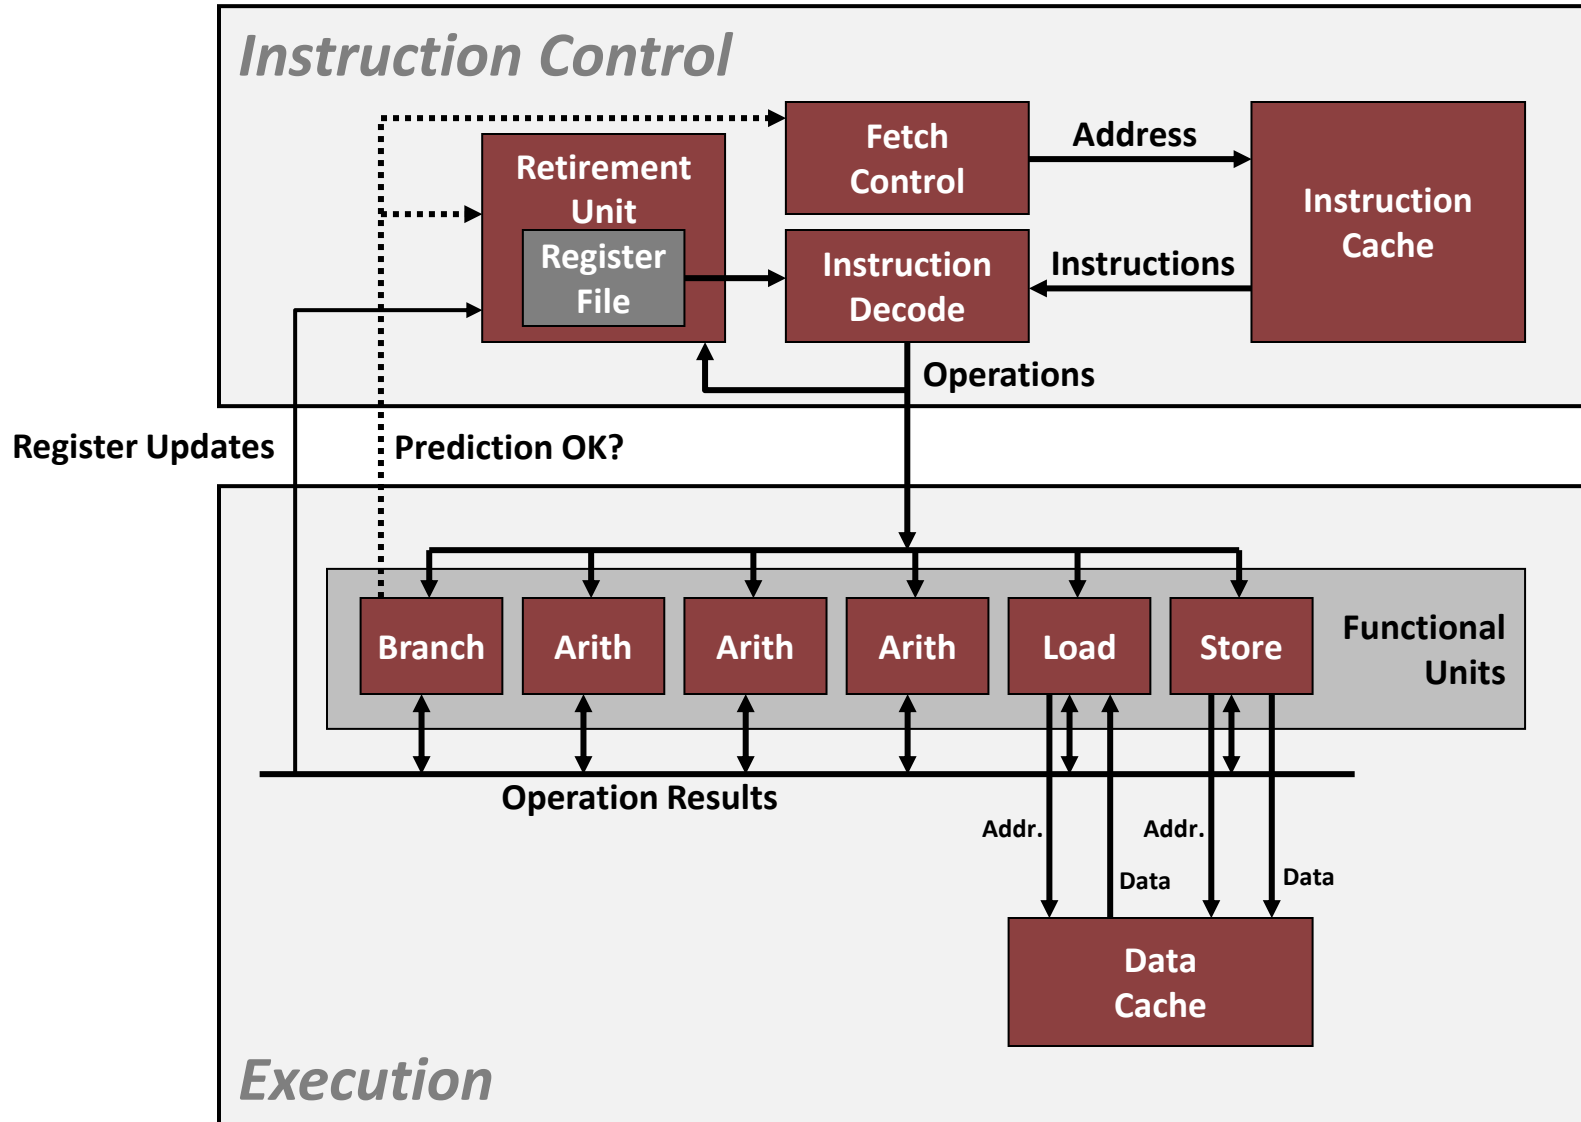 Instruction Control
Fetch
Control
Address
Instruction
Cache
Retirement
Unit
Register
File
Instruction
Decode
Instructions
Operations
Register Updates
Prediction OK?
Branch
Arith
Arith
Arith
Load
Store
Functional
Units
Operation Results
Addr.
Addr.
Data
Data
Data
Cache
Execution